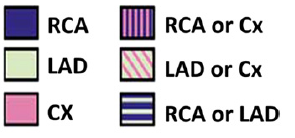 RCA
RCA or Cx
LAD
LAD or Cx
CX
RCA or LAD